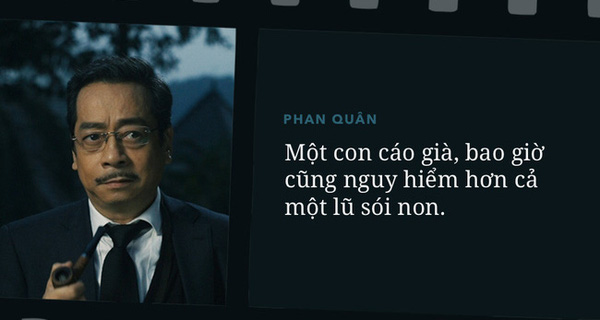 PHAN QUÂN
Một con cáo già, bao giờ
cũng nguy hiểm hơn cả
một lũ sói non.